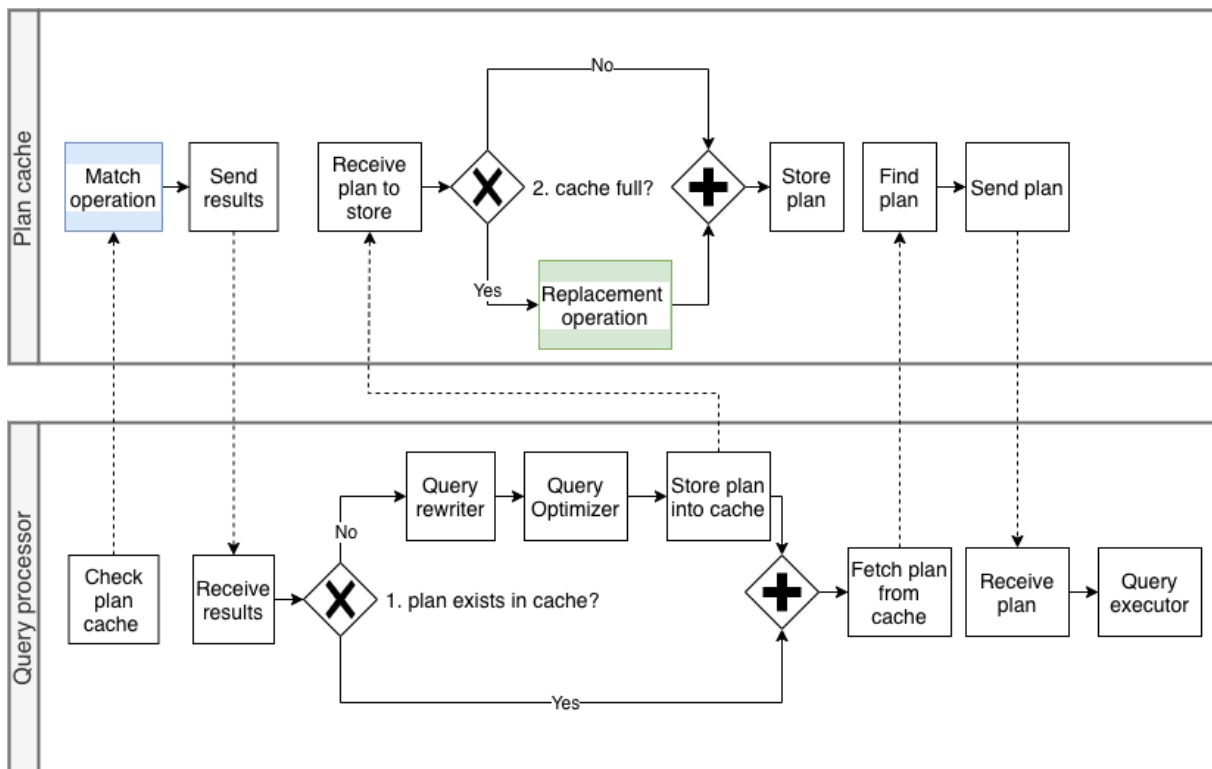 Plan cache
No
Match
operation
Send
results
Receive
plan to
store
2. cache full?
Store
plan
Find
plan
Send plan
Yes
Replacement
operation
Query processor
Query
rewriter
Query
Optimizer
Store plan
into cache
No
Check
plan
cache
Receive
results
1. plan exists in cache?
Fetch plan
from
cache
Receive
plan
Query
executor
Yes